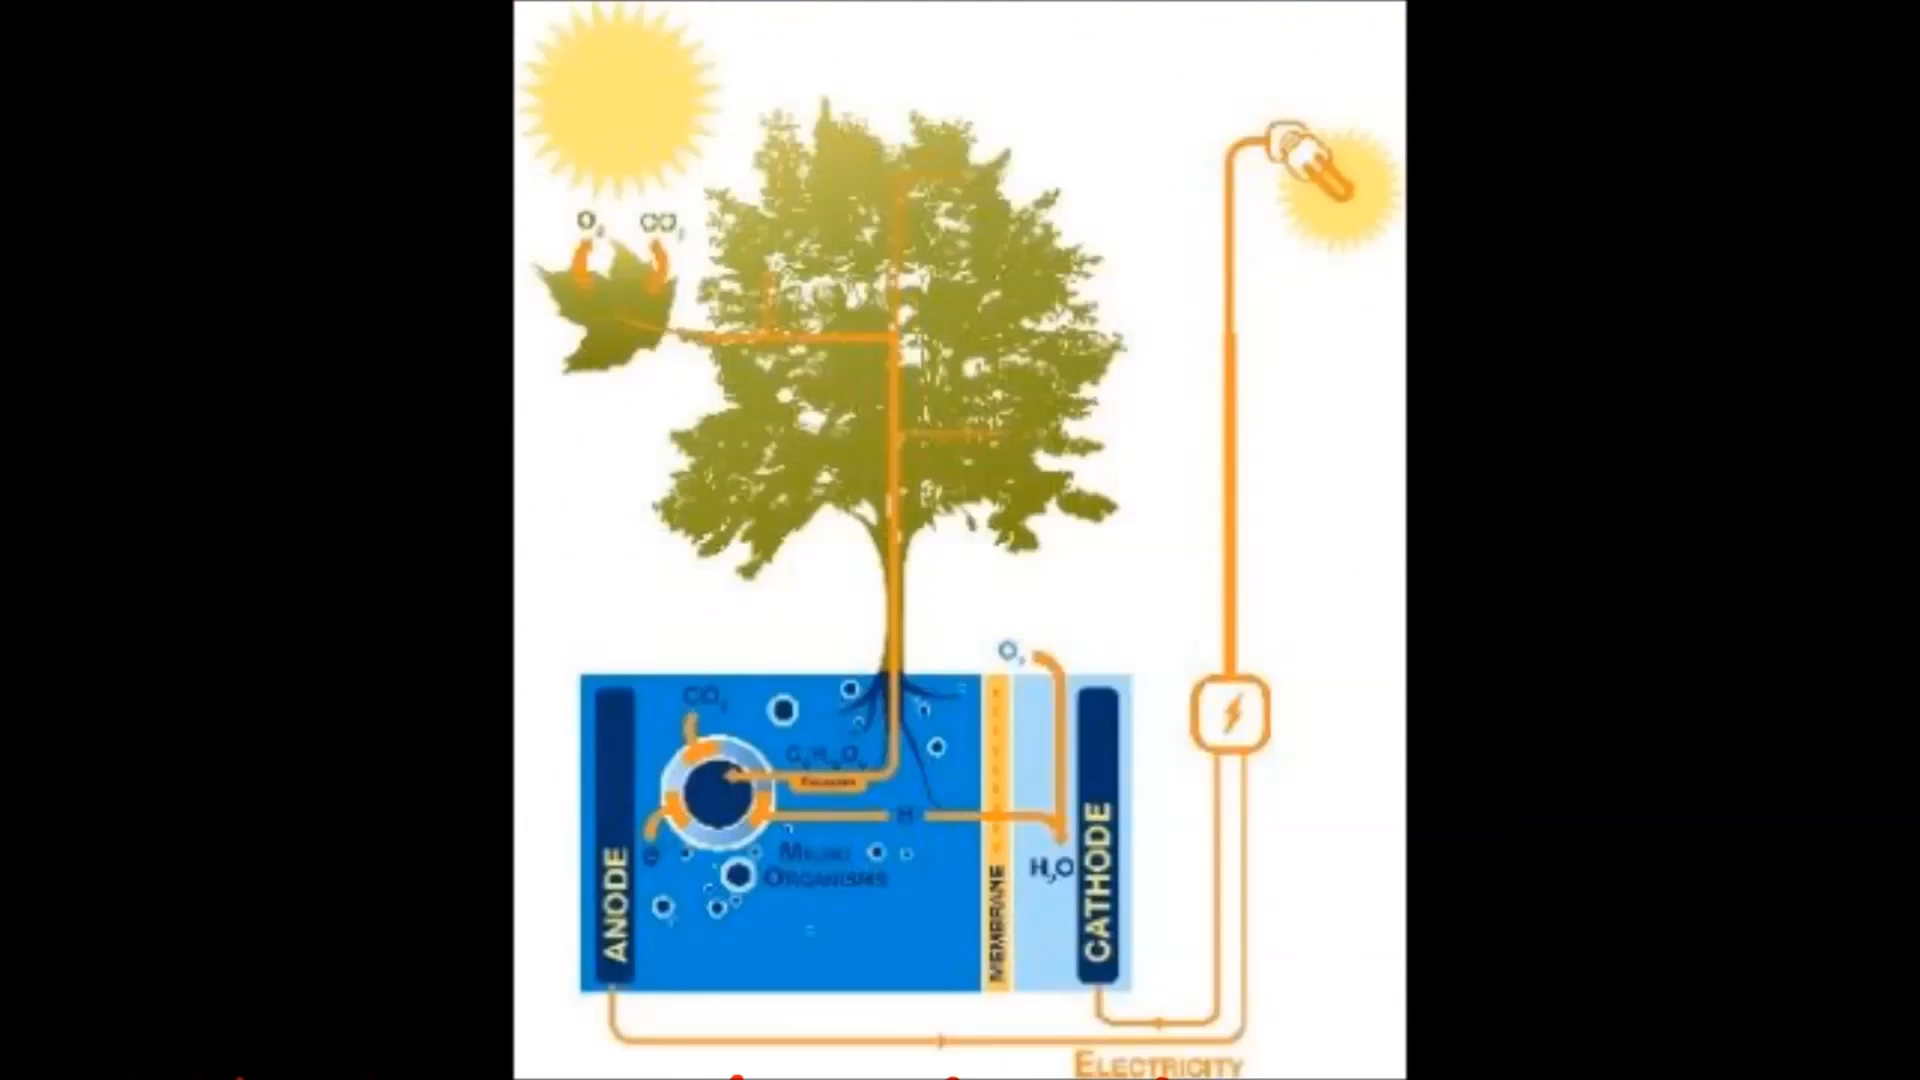 O₂ CO₂
O₂
CO₂
C₆H₁₂O₆
H
MICRO
ORGANISMS
H₂O
ANODE
MEMBRANE
CATHODE
ELECTRICITY